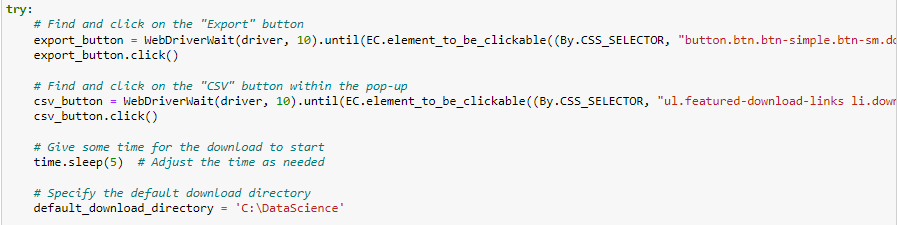 try:
# Find and click on the "Export" button
export_button = WebDriverWait(driver, 10).until(EC.element_to_be_clickable((By.CSS_SELECTOR, "button.btn.btn-simple.btn-sm.do
export_button.click()
# Find and click on the "CSV" button within the pop-up
csv_button = WebDriverWait(driver, 10).until(EC.element_to_be_clickable((By.CSS_SELECTOR, "ul.featured-download-links li.down
csv_button.click()
# Give some time for the download to start
time.sleep(5)  # Adjust the time as needed
# Specify the default download directory
default_download_directory = 'C:\DataScience'